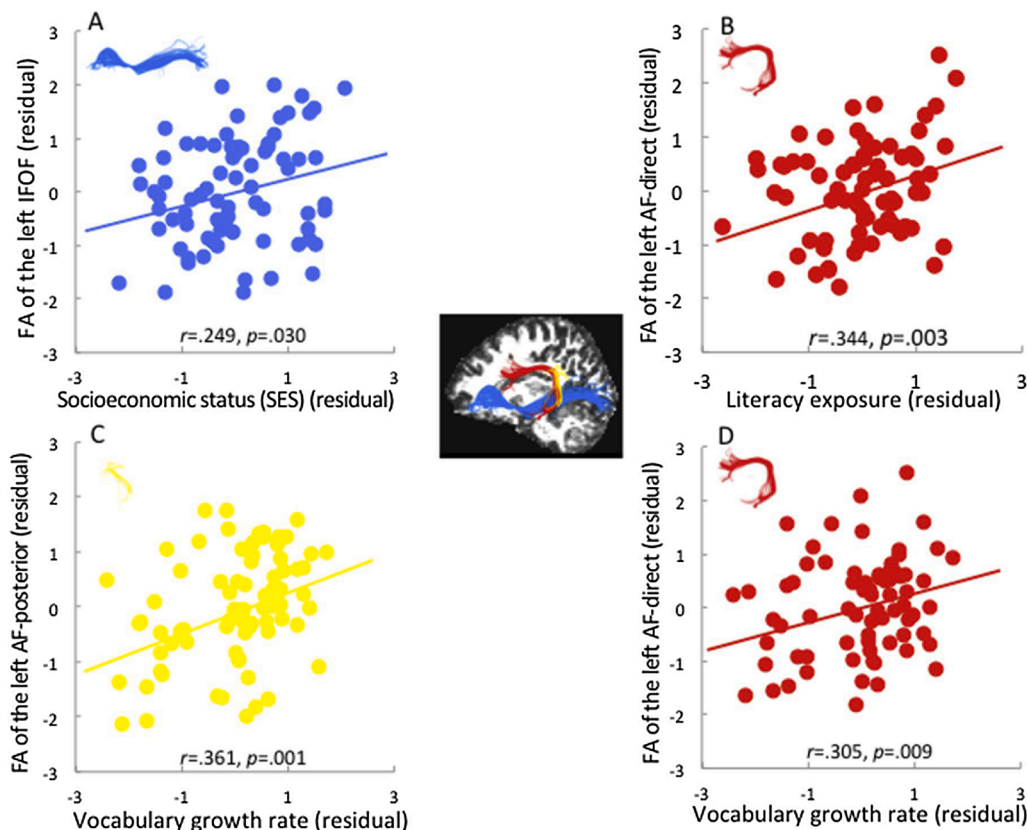 A
FA of the left IFOF (residual)
3
2
1
0
-1
-2
-3
r=.249, p=.030
-3
-1
1
3
Socioeconomic status (SES) (residual)
B
FA of the left AF-direct (residual)
3
2
1
0
-1
-2
-3
r=.344, p=.003
-3
-1
1
3
Literacy exposure (residual)
C
FA of the left AF-posterior (residual)
3
2
1
0
-1
-2
-3
r=.361, p=.001
-3
-1
1
3
Vocabulary growth rate (residual)
D
FA of the left AF-direct (residual)
3
2
1
0
-1
-2
-3
r=.305, p=.009
-3
-1
1
3
Vocabulary growth rate (residual)